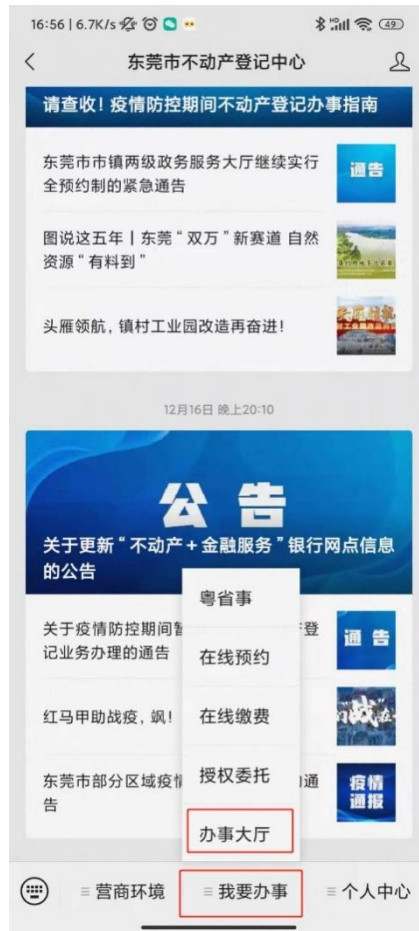 16:56 | 6.7K/s
49
东莞市不动产登记中心
请查收！疫情防控期间不动产登记办事指南
东莞市市镇两级政务服务大厅继续实行
全预约制的紧急通告
通告
图说这五年丨东莞“双万”新赛道 自然
资源“有料到”
头雁领航，镇村工业园改造再奋进！
12月16日 晚上20:10
公 告
关于更新“不动产+金融服务”银行网点信息
的公告
关于疫情防控期间暂
登
记业务办理的通告
通 告
红马甲助战疫，飒！
东莞市部分区域疫情
通
告
疫情
通报
粤省事
在线预约
在线缴费
授权委托
办事大厅
营商环境
我要办事
个人中心